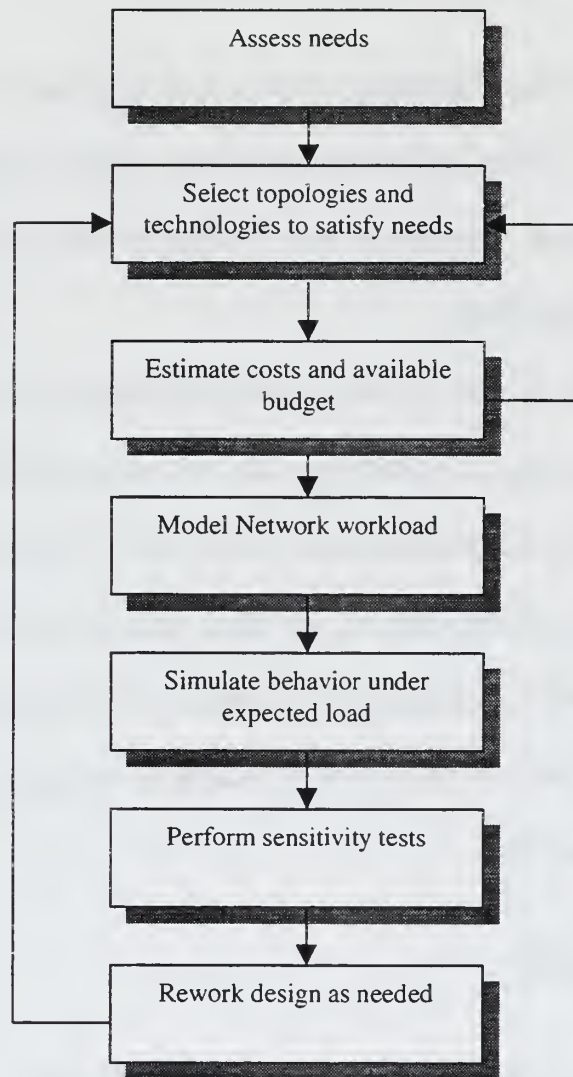 Assess needs
Select topologies and
technologies to satisfy needs
Estimate costs and available
budget
Model Network workload
Simulate behavior under
expected load
Perform sensitivity tests
Rework design as needed